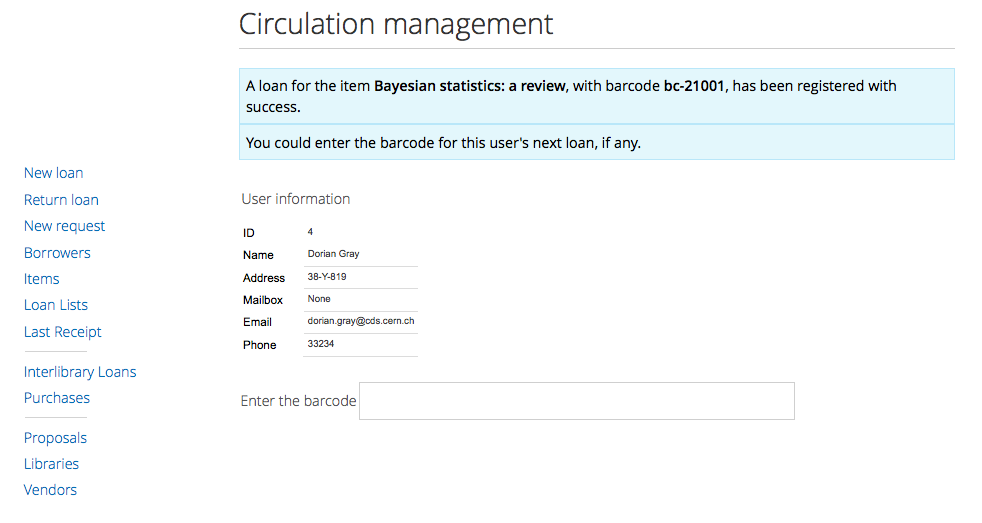 Circulation management
A loan for the item Bayesian statistics: a review, with barcode bc-21001, has been registered with
success.
You could enter the barcode for this user's next loan, if any.
New loan
Return loan
New request
Borrowers
Items
Loan Lists
Last Receipt
Interlibrary Loans
Purchases
Proposals
Libraries
Vendors
User information
ID 4
Name Dorian Gray
Address 38-Y-819
Mailbox None
Email dorian.gray@cds.cern.ch
Phone 33234
Enter the barcode